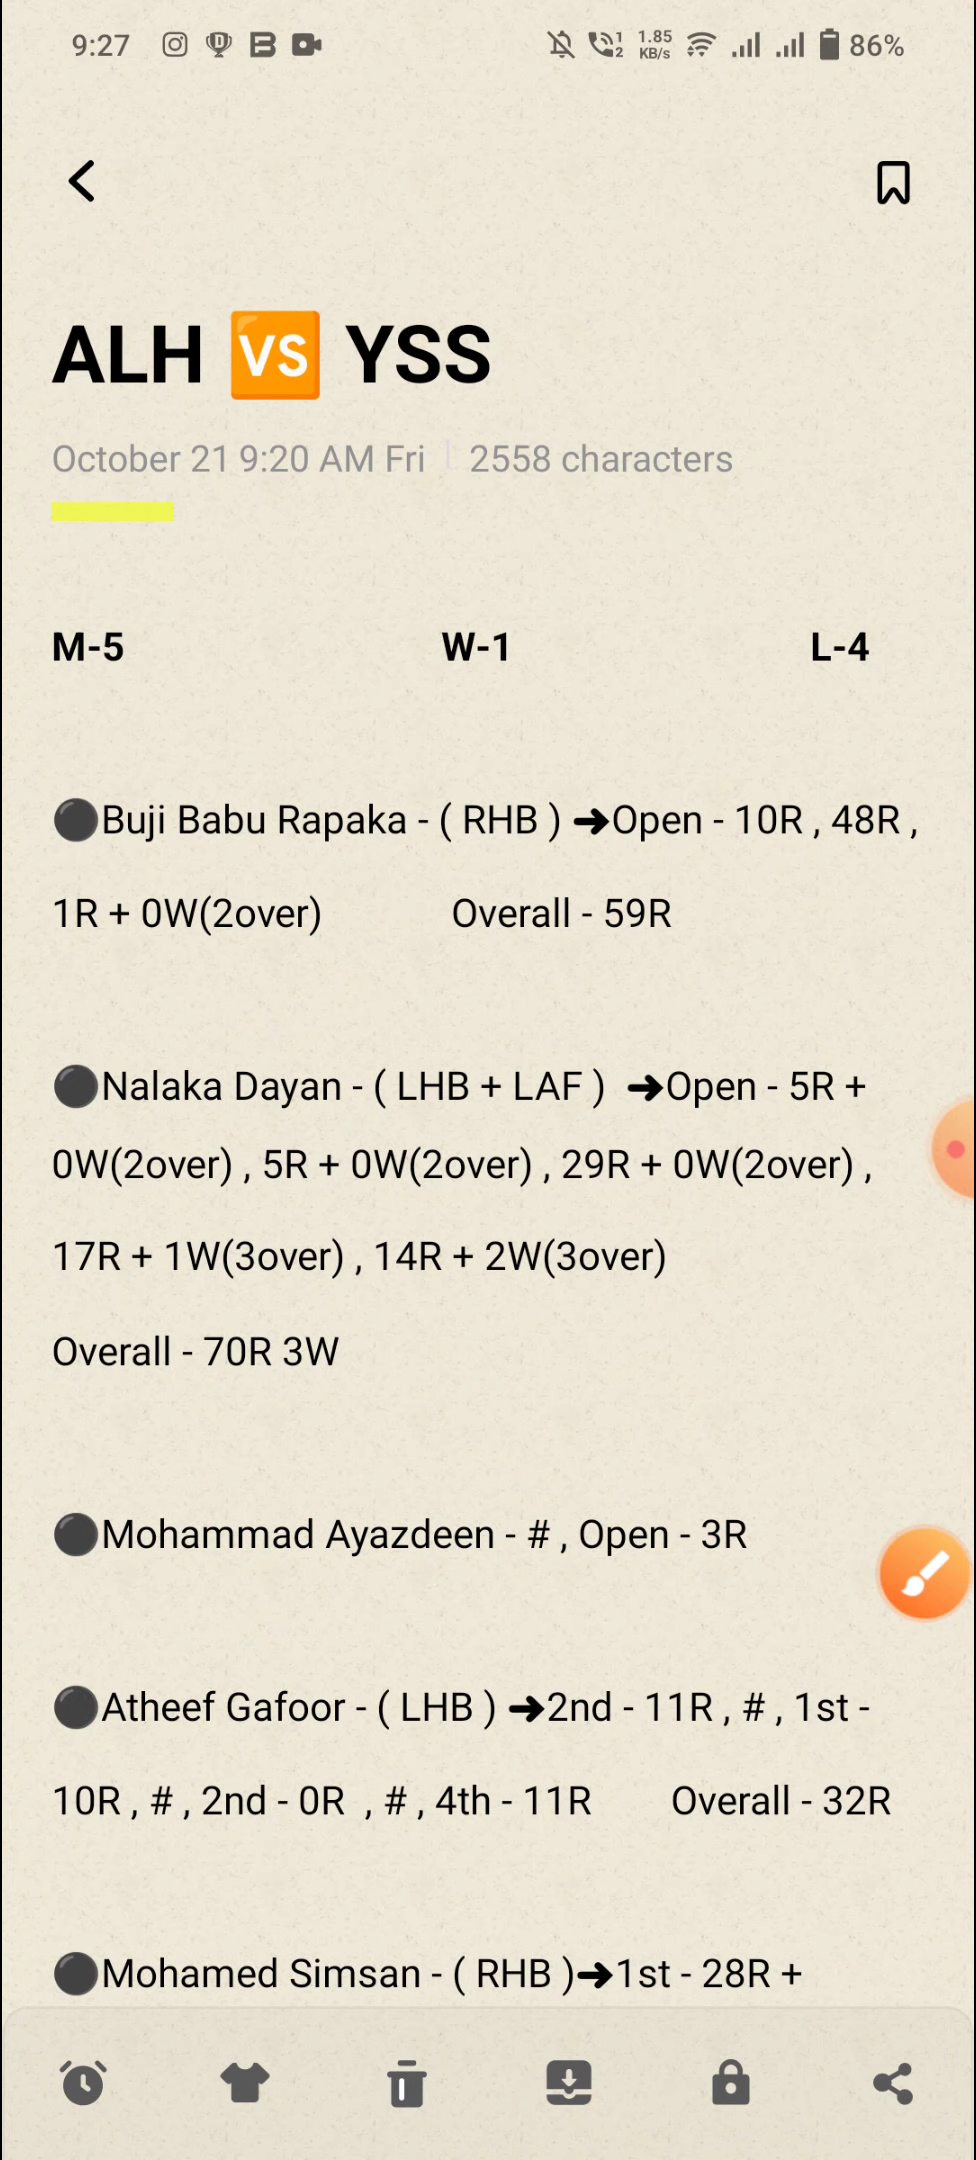 9:27 1.85 KB/s 86%
ALH VS YSS
October 21 9:20 AM Fri 2558 characters
M-5 W-1 L-4
Buji Babu Rapaka - ( RHB ) ➔Open - 10R , 48R ,
1R + 0W(2over) Overall - 59R
Nalaka Dayan - ( LHB + LAF ) ➔Open - 5R +
0W(2over) , 5R + 0W(2over) , 29R + 0W(2over) ,
17R + 1W(3over) , 14R + 2W(3over)
Overall - 70R 3W
Mohammad Ayazdeen - # , Open - 3R
Atheef Gafoor - ( LHB ) ➔2nd - 11R , # , 1st -
10R , # , 2nd - 0R , # , 4th - 11R Overall - 32R
Mohamed Simsan - ( RHB )➔1st - 28R +